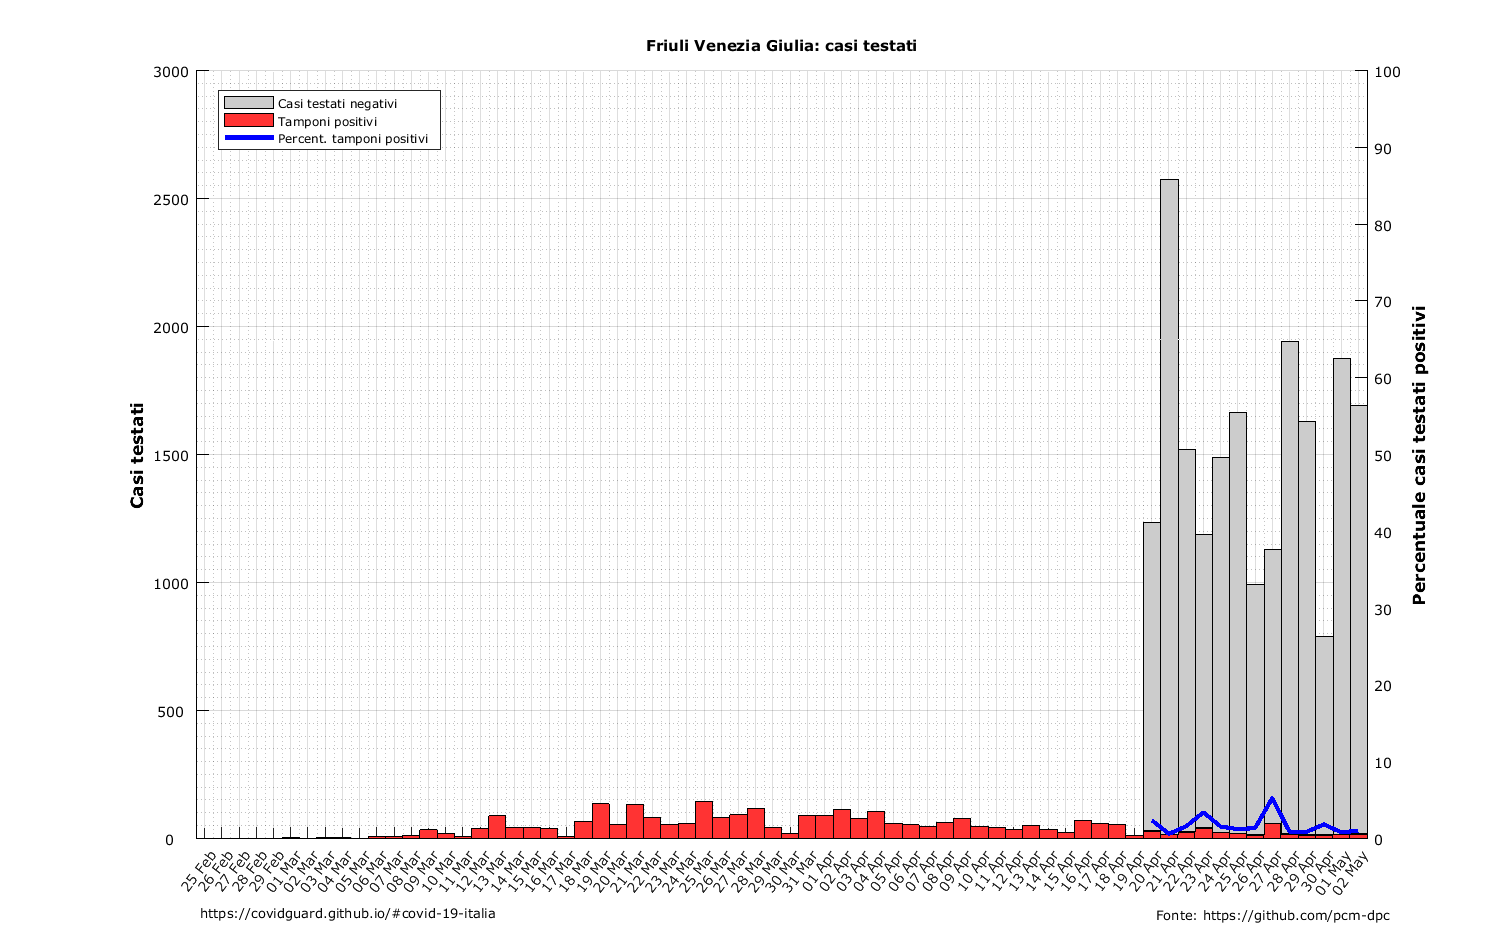 Friuli Venezia Giulia: casi testati
Casi testati negativi
Tamponi positivi
Percent. tamponi positivi
3000
2500
2000
1500
1000
500
0
Casi testati
100
90
80
70
60
50
40
30
20
10
0
Percentuale casi testati positivi
25 Feb
26 Feb
27 Feb
28 Feb
29 Feb
01 Mar
02 Mar
03 Mar
04 Mar
05 Mar
06 Mar
07 Mar
08 Mar
09 Mar
10 Mar
11 Mar
12 Mar
13 Mar
14 Mar
15 Mar
16 Mar
17 Mar
18 Mar
19 Mar
20 Mar
21 Mar
22 Mar
23 Mar
24 Mar
25 Mar
26 Mar
27 Mar
28 Mar
29 Mar
30 Mar
31 Mar
01 Apr
02 Apr
03 Apr
04 Apr
05 Apr
06 Apr
07 Apr
08 Apr
09 Apr
10 Apr
11 Apr
12 Apr
13 Apr
14 Apr
15 Apr
16 Apr
17 Apr
18 Apr
19 Apr
20 Apr
21 Apr
22 Apr
23 Apr
24 Apr
25 Apr
26 Apr
27 Apr
28 Apr
29 Apr
30 Apr
01 May
02 May
https://covidguard.github.io/#covid-19-italia
Fonte: https://github.com/pcm-dpc